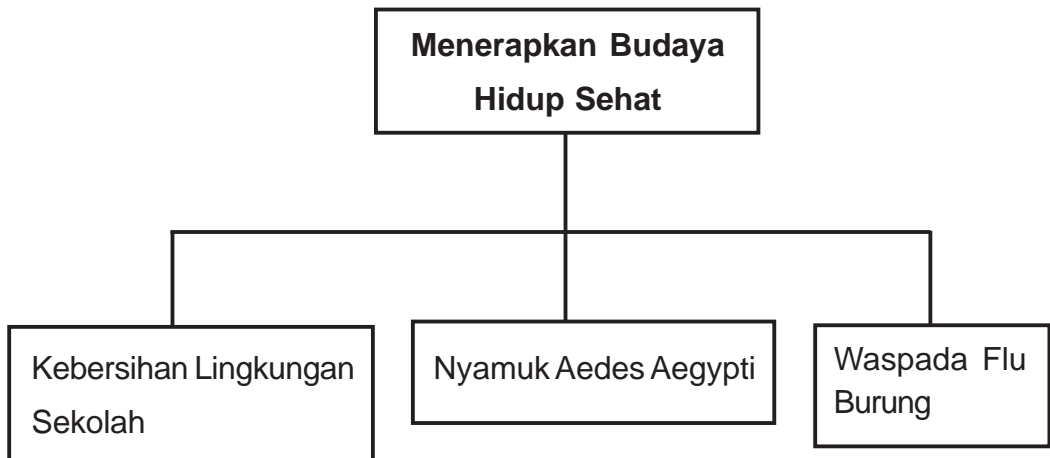 Menerapkan Budaya
Hidup Sehat
Kebersihan Lingkungan
Sekolah
Nyamuk Aedes Aegypti
Waspada Flu
Burung